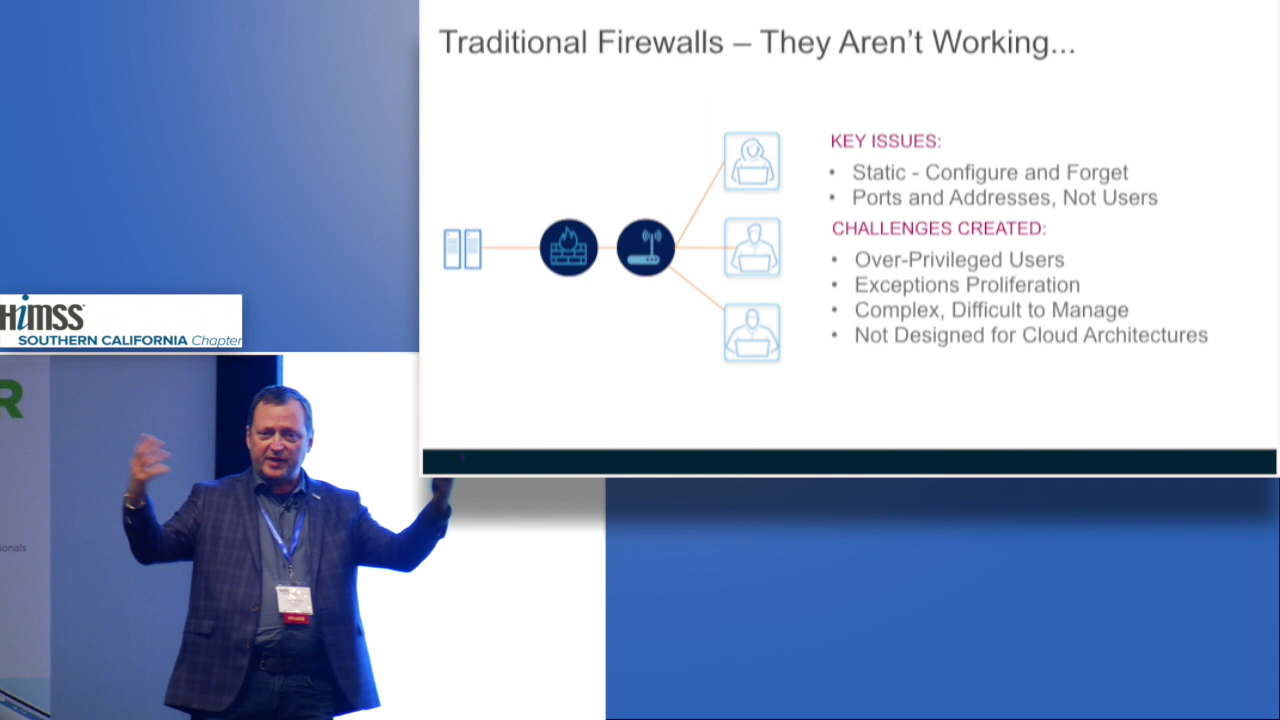 Traditional Firewalls – They Aren't Working...
KEY ISSUES:
• Static - Configure and Forget
• Ports and Addresses, Not Users
CHALLENGES CREATED:
• Over-Privileged Users
• Exceptions Proliferation
• Complex, Difficult to Manage
• Not Designed for Cloud Architectures
HiMSS
SOUTHERN CALIFORNIA Chapter
R
ionals